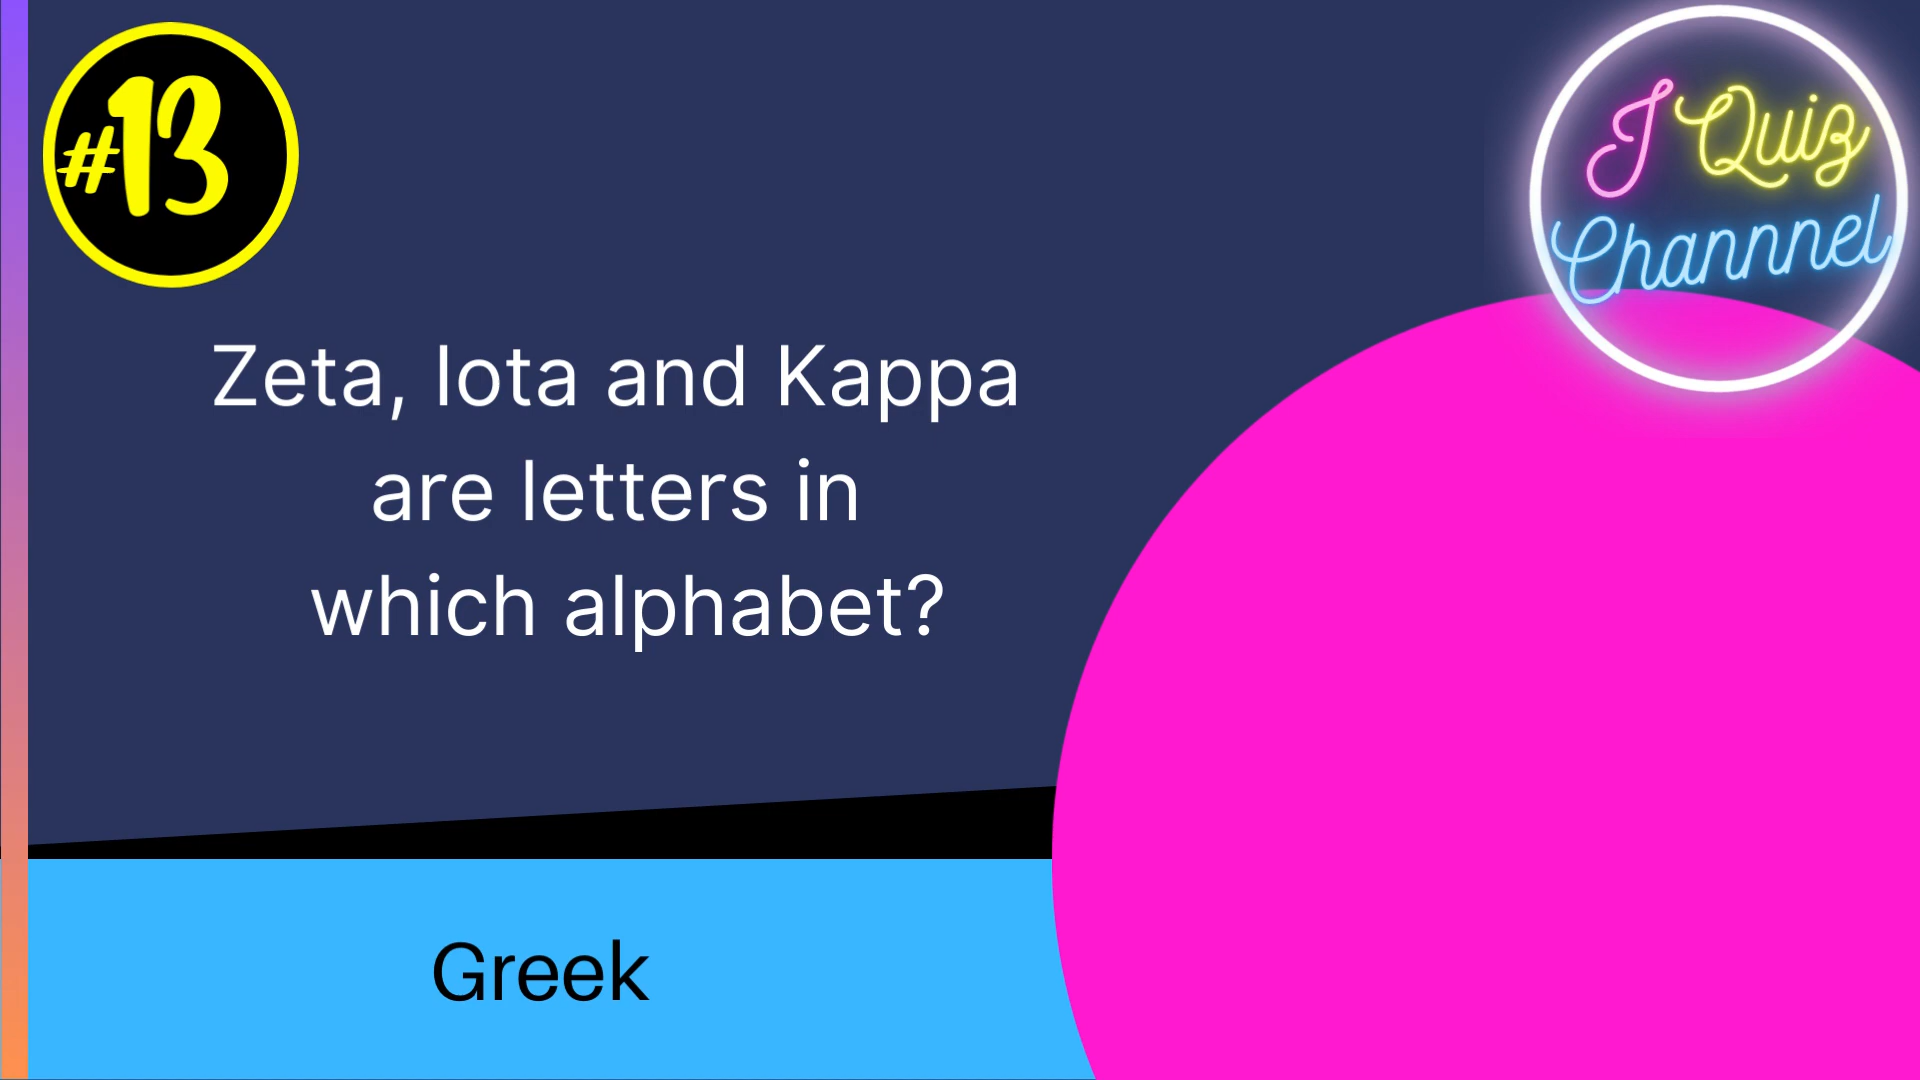 #13
I Quiz
Channnel
Zeta, Iota and Kappa
are letters in
which alphabet?
Greek